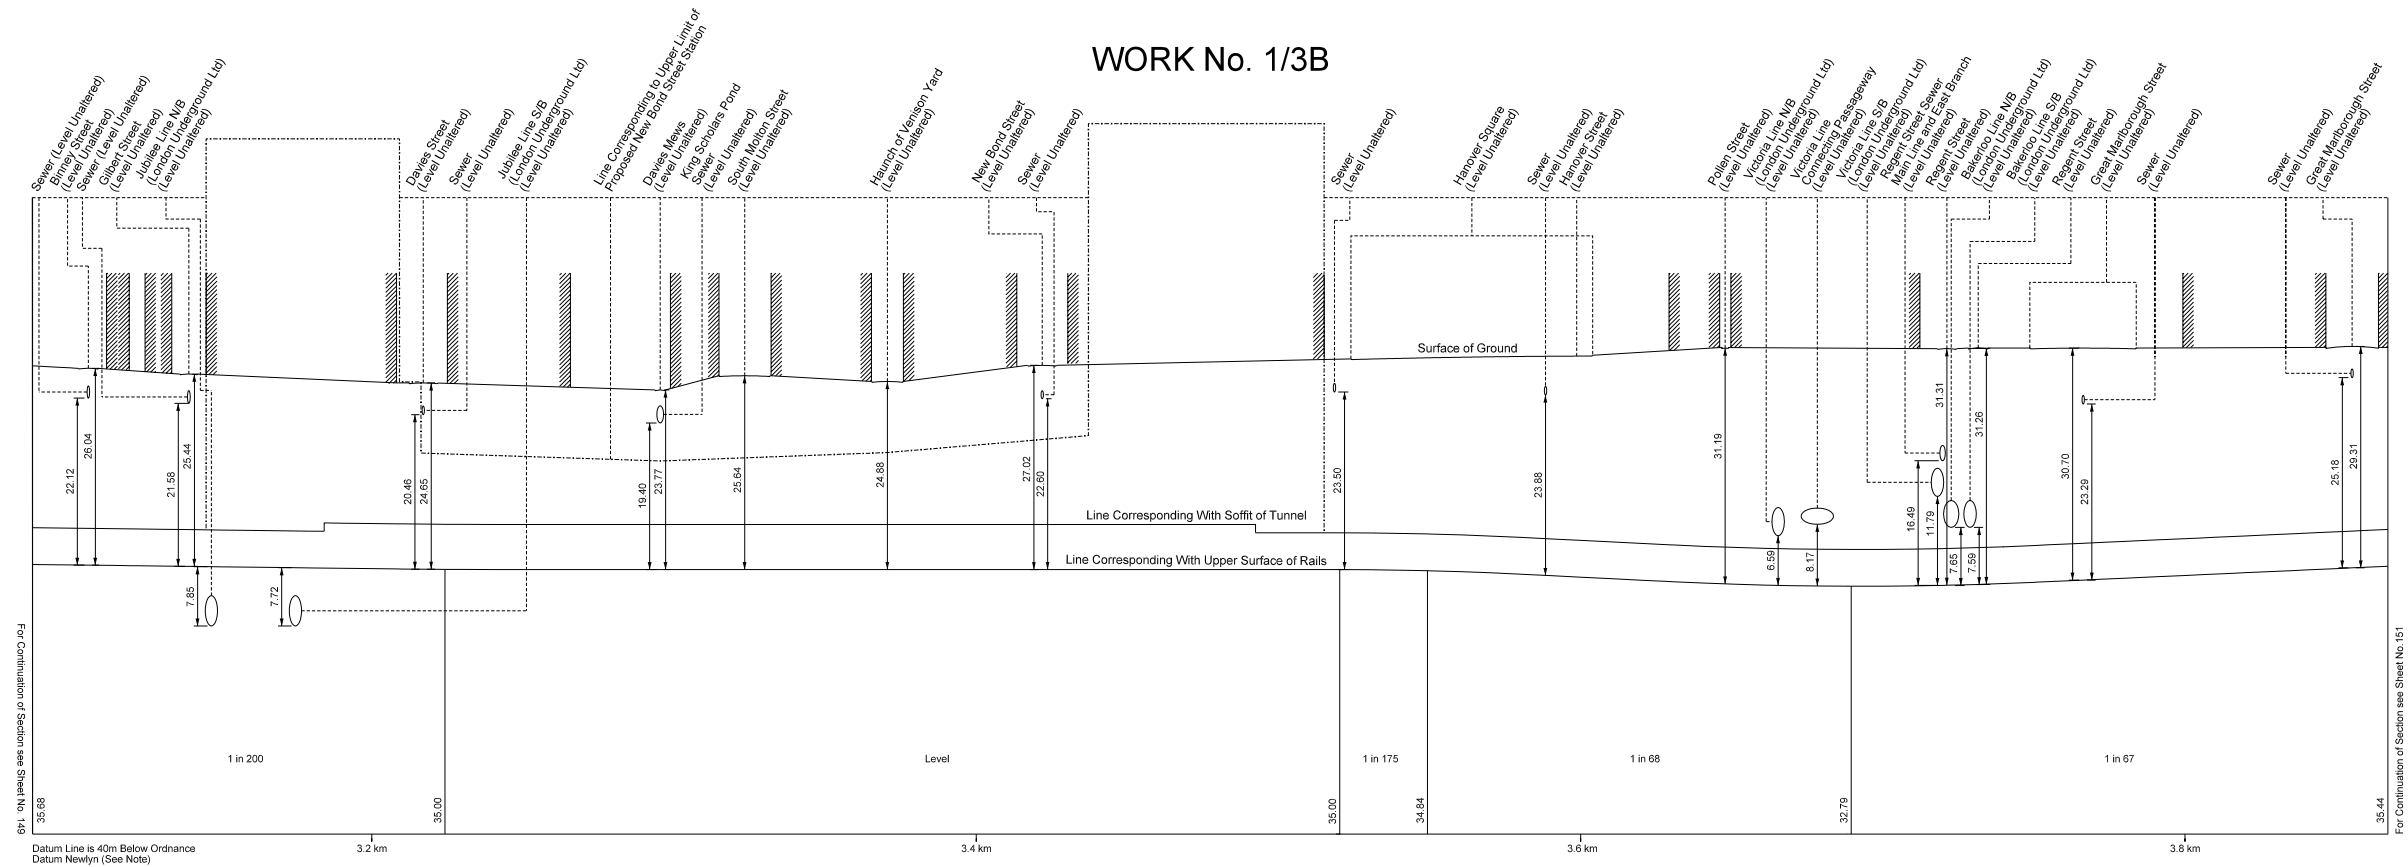 WORK No. 1/3B
Sewer (Level Unaltered)
Binney Street
(Level Unaltered)
Sewer (Level Unaltered)
Gilbert Street
(Level Unaltered)
Jubilee Line N/B
(London Underground Ltd)
(Level Unaltered)
Davies Street
(Level Unaltered)
Sewer
(Level Unaltered)
Jubilee Line S/B
(London Underground Ltd)
(Level Unaltered)
Line Corresponding to Upper Limit of
Proposed New Bond Street Station
Davies Mews
(Level Unaltered)
King Scholars Pond
Sewer
(Level Unaltered)
South Molton Street
(Level Unaltered)
Haunch of Venison Yard
(Level Unaltered)
New Bond Street
(Level Unaltered)
Sewer
(Level Unaltered)
Sewer
(Level Unaltered)
Hanover Square
(Level Unaltered)
Sewer
(Level Unaltered)
Hanover Street
(Level Unaltered)
Pollen Street
(Level Unaltered)
Victoria Line N/B
(London Underground Ltd)
(Level Unaltered)
Victoria Line
Connecting Passageway
(Level Unaltered)
Victoria Line S/B
(London Underground Ltd)
(Level Unaltered)
Regent Street Sewer
Main Line and East Branch
(Level Unaltered)
Regent Street
(Level Unaltered)
Bakerloo Line N/B
(London Underground Ltd)
(Level Unaltered)
Bakerloo Line S/B
(London Underground Ltd)
(Level Unaltered)
Regent Street
(Level Unaltered)
Great Marlborough Street
(Level Unaltered)
Sewer
(Level Unaltered)
Sewer
(Level Unaltered)
Great Marlborough Street
(Level Unaltered)
Surface of Ground
22.12
26.04
21.58
25.44
20.46
24.65
19.40
23.77
25.64
24.88
27.02
22.60
23.50
23.88
31.19
6.59
8.17
16.49
11.79
31.31
7.65
7.59
31.26
30.70
23.29
25.18
29.31
Line Corresponding With Soffit of Tunnel
Line Corresponding With Upper Surface of Rails
7.85
7.72
For Continuation of Section see Sheet No. 149
For Continuation of Section see Sheet No.151
1 in 200
Level
1 in 175
1 in 68
1 in 67
35.68
35.00
35.00
34.84
32.79
35.44
Datum Line is 40m Below Ordnance
Datum Newlyn (See Note)
3.2 km
3.4 km
3.6 km
3.8 km